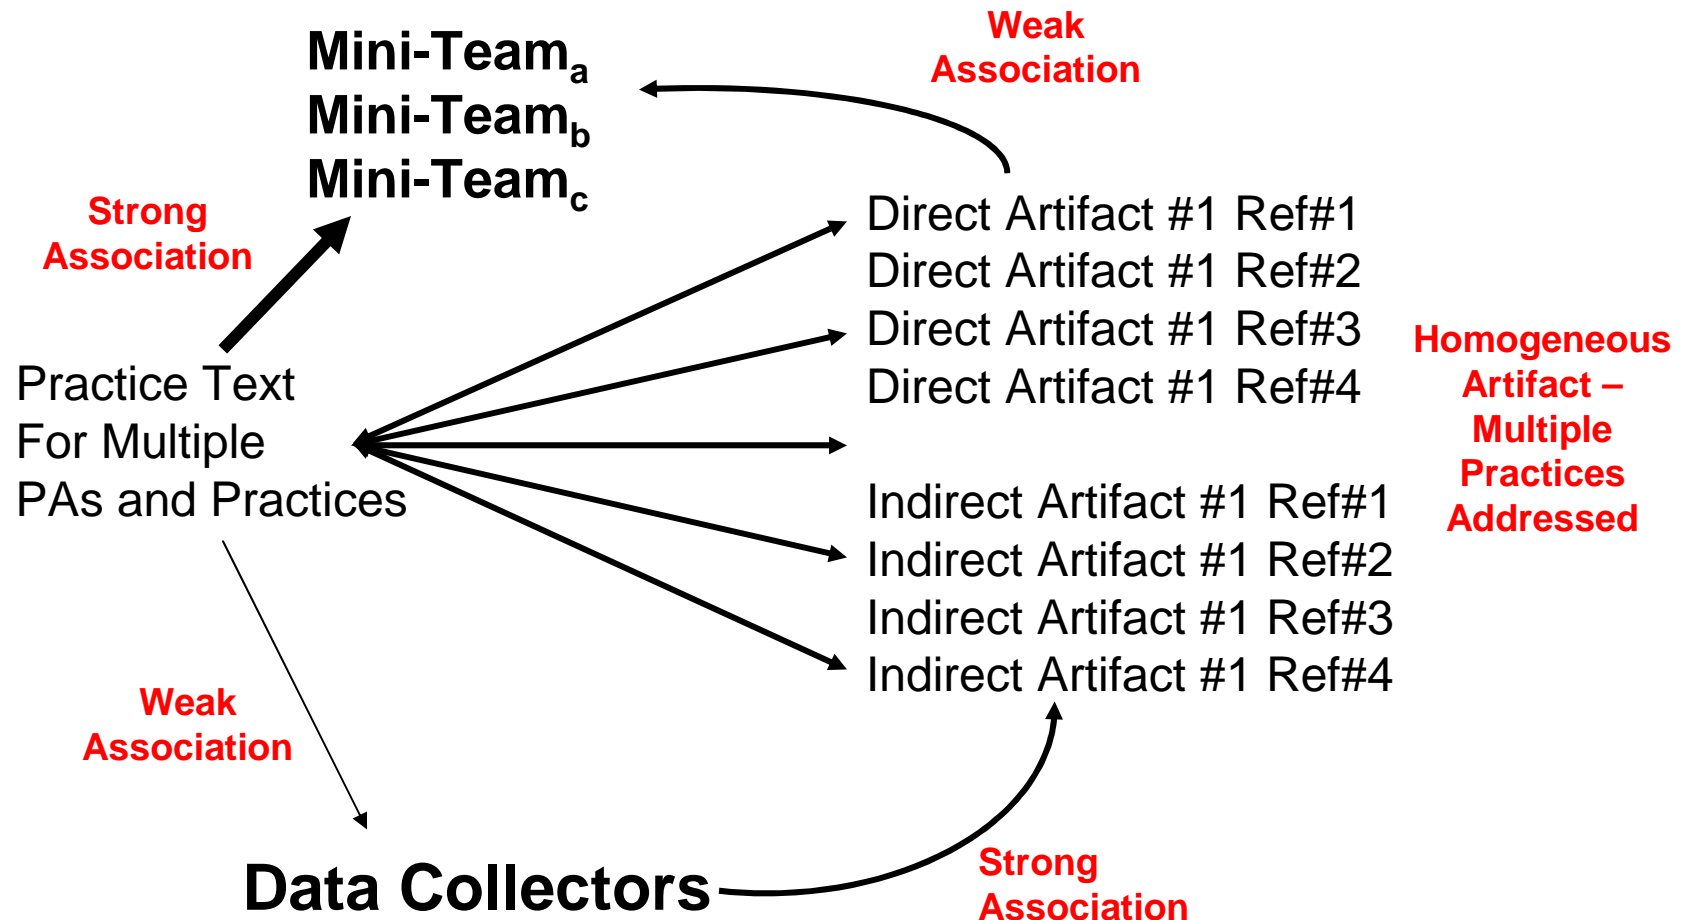 Mini-Teamₐ
Mini-Team_b
Mini-Team_c
Weak
Association
Strong
Association
Direct Artifact #1 Ref#1
Direct Artifact #1 Ref#2
Direct Artifact #1 Ref#3
Direct Artifact #1 Ref#4
Homogeneous
Artifact –
Multiple
Practices
Addressed
Practice Text
For Multiple
PAs and Practices
Indirect Artifact #1 Ref#1
Indirect Artifact #1 Ref#2
Indirect Artifact #1 Ref#3
Indirect Artifact #1 Ref#4
Weak
Association
Data Collectors
Strong
Association